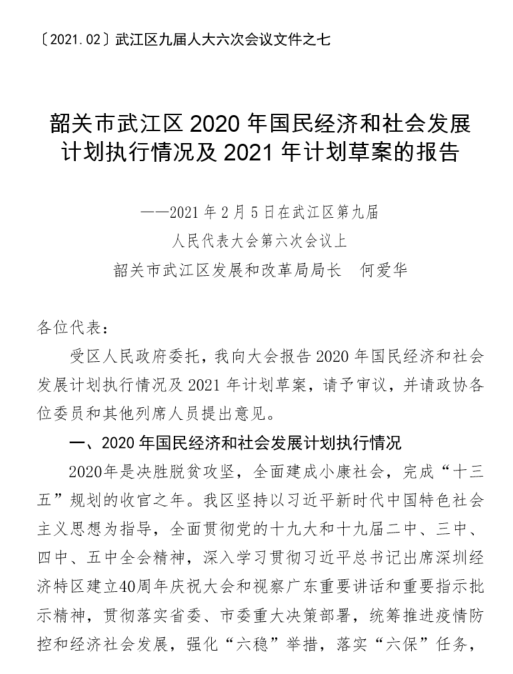 〔2021.02〕武江区九届人大六次会议文件之七
韶关市武江区 2020 年国民经济和社会发展
计划执行情况及 2021 年计划草案的报告
——2021 年 2 月 5 日在武江区第九届
人民代表大会第六次会议上
韶关市武江区发展和改革局局长 何爱华
各位代表：
受区人民政府委托，我向大会报告 2020 年国民经济和社会
发展计划执行情况及 2021 年计划草案，请予审议，并请政协各
位委员和其他列席人员提出意见。
一、2020 年国民经济和社会发展计划执行情况
2020年是决胜脱贫攻坚，全面建成小康社会，完成“十三
五”规划的收官之年。我区坚持以习近平新时代中国特色社会
主义思想为指导，全面贯彻党的十九大和十九届二中、三中、
四中、五中全会精神，深入学习贯彻习近平总书记出席深圳经
济特区建立40周年庆祝大会和视察广东重要讲话和重要指示批
示精神，贯彻落实省委、市委重大决策部署，统筹推进疫情防
控和经济社会发展，强化“六稳”举措，落实“六保”任务，